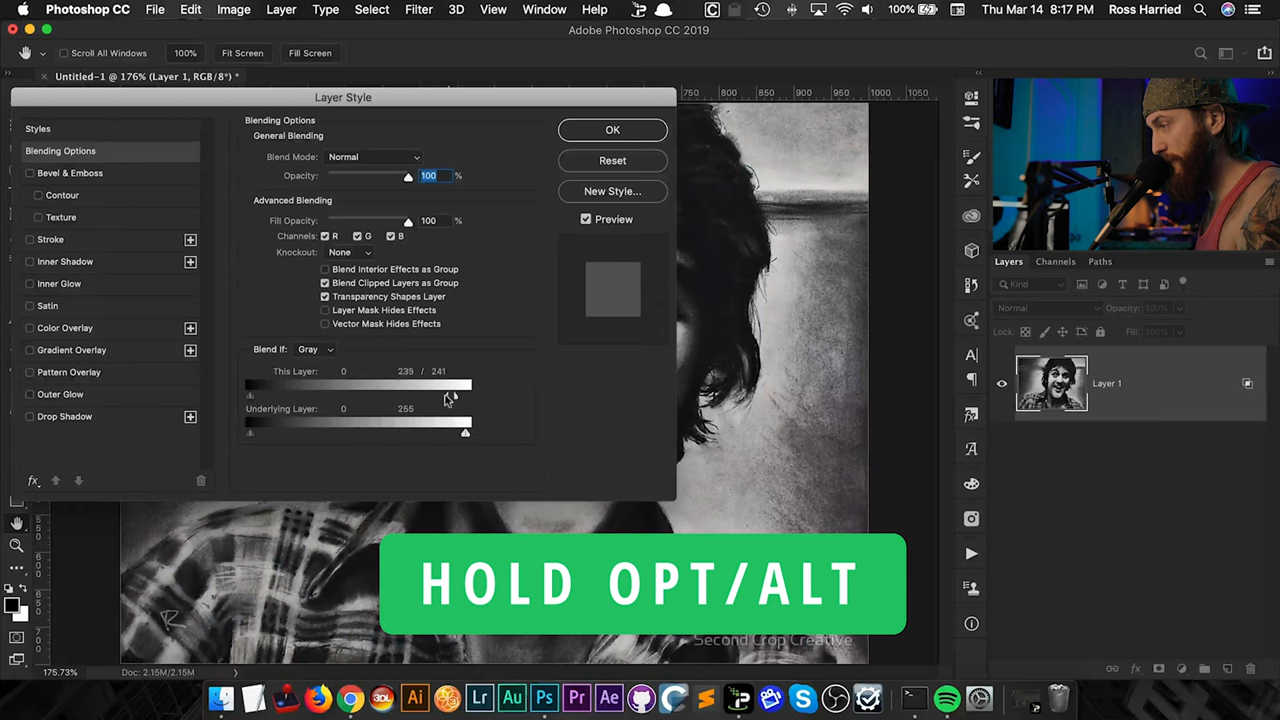 Photoshop CC File Edit Image Layer Type Select Filter 3D View Window Help 100% Thu Mar 14 8:17 PM Ross Harried
Adobe Photoshop CC 2019
Scroll All Windows 100% Fit Screen Fill Screen
Untitled-1 @ 176% (Layer 1, RGB/8*) *
750 800 850 900 950 1000 1050
Layer Style
Styles
Blending Options
Bevel & Emboss
Contour
Texture
Stroke
Inner Shadow
Inner Glow
Satin
Color Overlay
Gradient Overlay
Pattern Overlay
Outer Glow
Drop Shadow
fx
Blending Options
General Blending
Blend Mode: Normal
Opacity: 100 %
Advanced Blending
Fill Opacity: 100 %
Channels: R G B
Knockout: None
Blend Interior Effects as Group
Blend Clipped Layers as Group
Transparency Shapes Layer
Layer Mask Hides Effects
Vector Mask Hides Effects
Blend If: Gray
This Layer: 0 235 / 241
Underlying Layer: 0 255
OK
Reset
New Style...
Preview
Layers Channels Paths
Kind
Normal Opacity: 100%
Lock: Fill: 100%
Layer 1
HOLD OPT/ALT
Second Crop Creative
175.73% Doc: 2.15M/2.15M
Ai Lr Au Ps Pr Ae